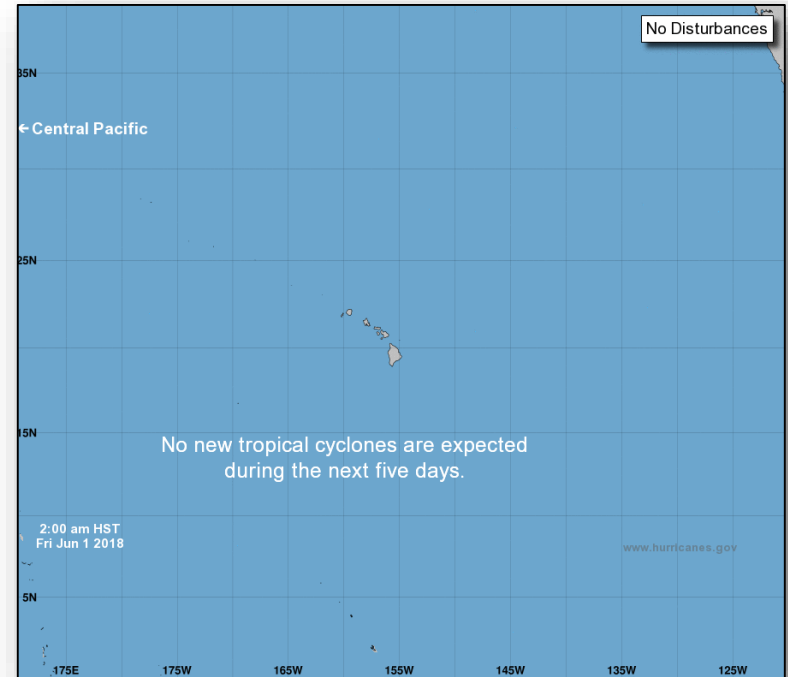 No Disturbances
35N
←Central Pacific
25N
15N
No new tropical cyclones are expected
during the next five days.
2:00 am HST
Fri Jun 1 2018
www.hurricanes.gov
5N
175E 175W 165W 155W 145W 135W 125W